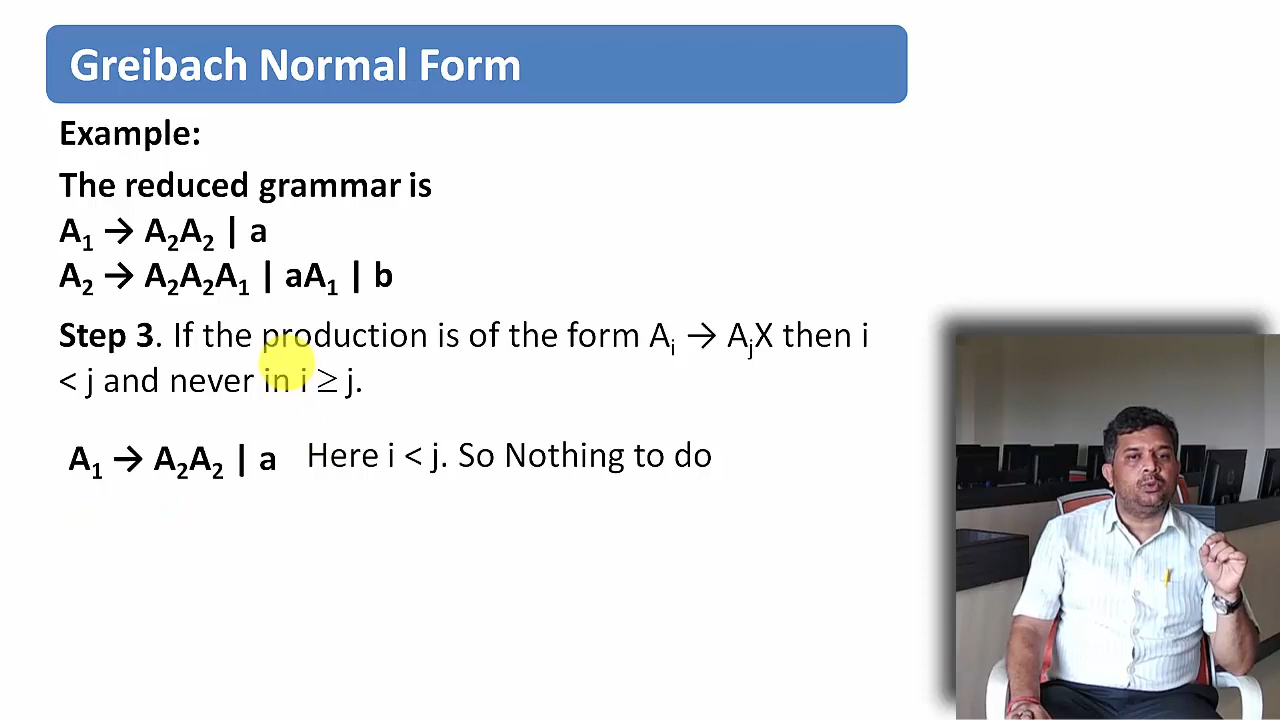 Greibach Normal Form
Example:
The reduced grammar is
A₁ → A₂A₂ | a
A₂ → A₂A₂A₁ | aA₁ | b
Step 3. If the production is of the form Aᵢ → AⱼX then i
< j and never in i ≥ j.
A₁ → A₂A₂ | a Here i < j. So Nothing to do